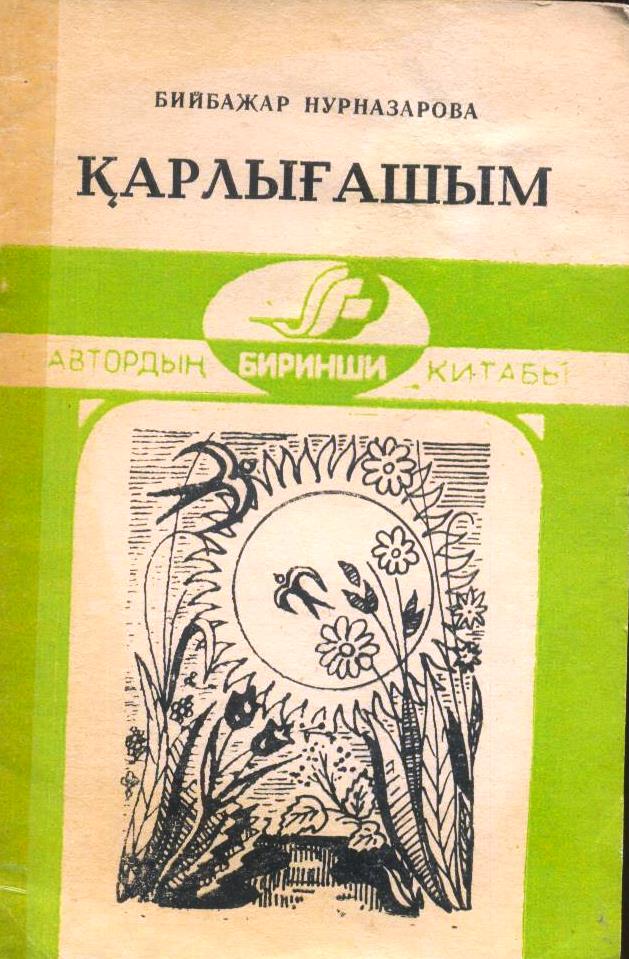 БИЙБАЖАР НУРНАЗАРОВА
ҚАРЛЫҒАШЫМ
АВТОРДЫҢ БИРИНШИ КИТАБЫ